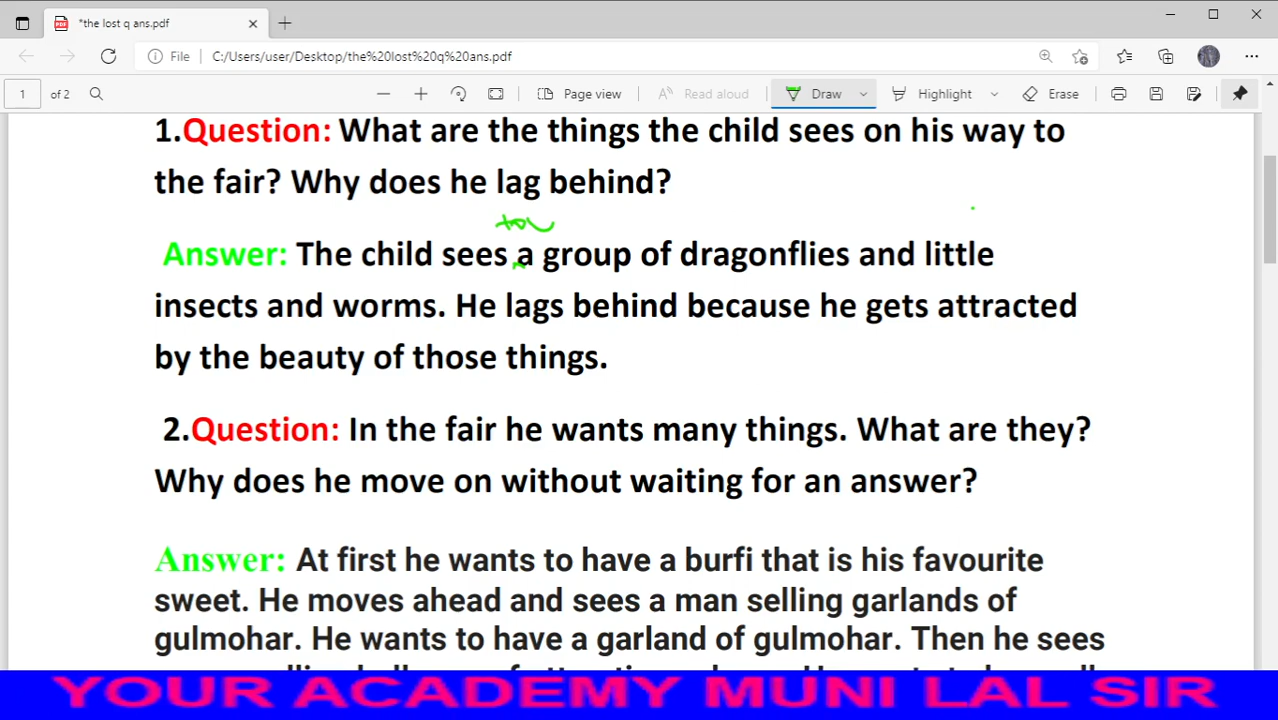 *the lost q ans.pdf
File C:/Users/user/Desktop/the%20lost%20q%20ans.pdf
1 of 2 Page view Read aloud Draw Highlight Erase
1.Question: What are the things the child sees on his way to
the fair? Why does he lag behind?
Answer: The child sees a group of dragonflies and little
insects and worms. He lags behind because he gets attracted
by the beauty of those things.
2.Question: In the fair he wants many things. What are they?
Why does he move on without waiting for an answer?
Answer: At first he wants to have a burfi that is his favourite
sweet. He moves ahead and sees a man selling garlands of
gulmohar. He wants to have a garland of gulmohar. Then he sees
YOUR ACADEMY MUNI LAL SIR